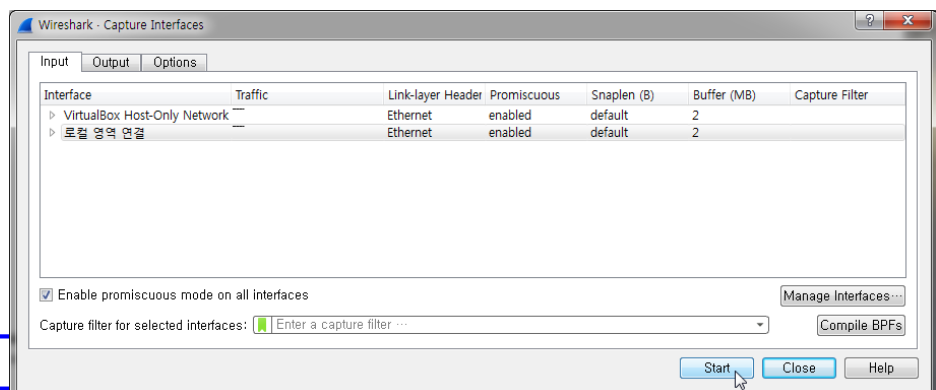 Wireshark - Capture Interfaces
Input Output Options
Interface Traffic Link-layer Header Promiscuous Snaplen (B) Buffer (MB) Capture Filter
VirtualBox Host-Only Network Ethernet enabled default 2
로컬 영역 연결 Ethernet enabled default 2
Enable promiscuous mode on all interfaces Manage Interfaces...
Capture filter for selected interfaces: Enter a capture filter ... Compile BPFs
Start Close Help